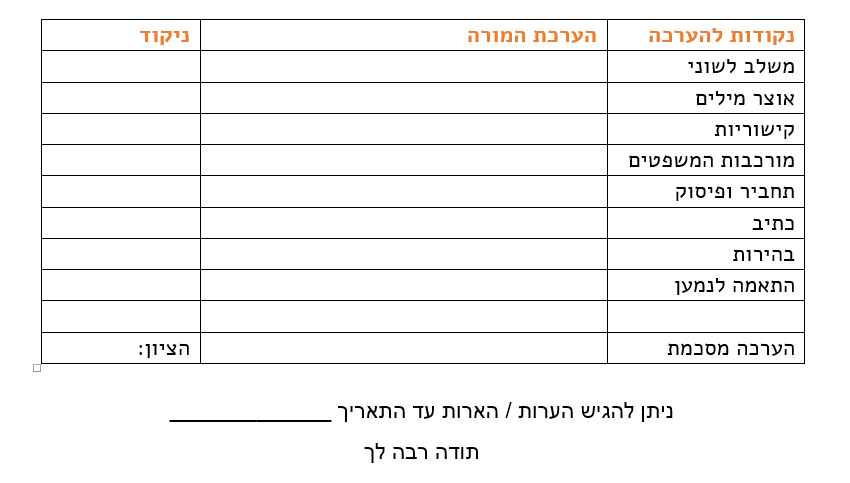 נקודות להערכה הערכת המורה ניקוד
משלב לשוני
אוצר מילים
קישוריות
מורכבות המשפטים
תחביר ופיסוק
כתיב
בהירות
התאמה לנמען
הערכה מסכמת הציון:
ניתן להגיש הערות / הארות עד התאריך _____________
תודה רבה לך